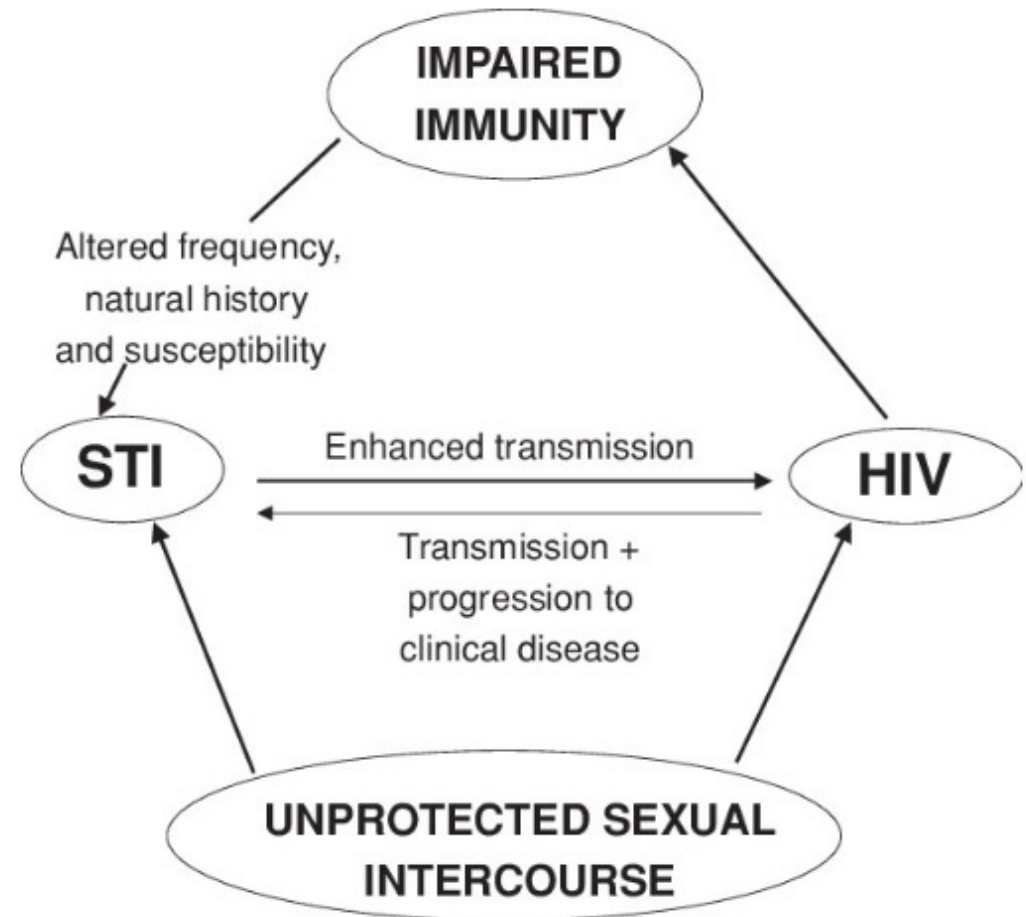 IMPAIRED
IMMUNITY
Altered frequency,
natural history
and susceptibility
STI
Enhanced transmission
HIV
Transmission +
progression to
clinical disease
UNPROTECTED SEXUAL
INTERCOURSE